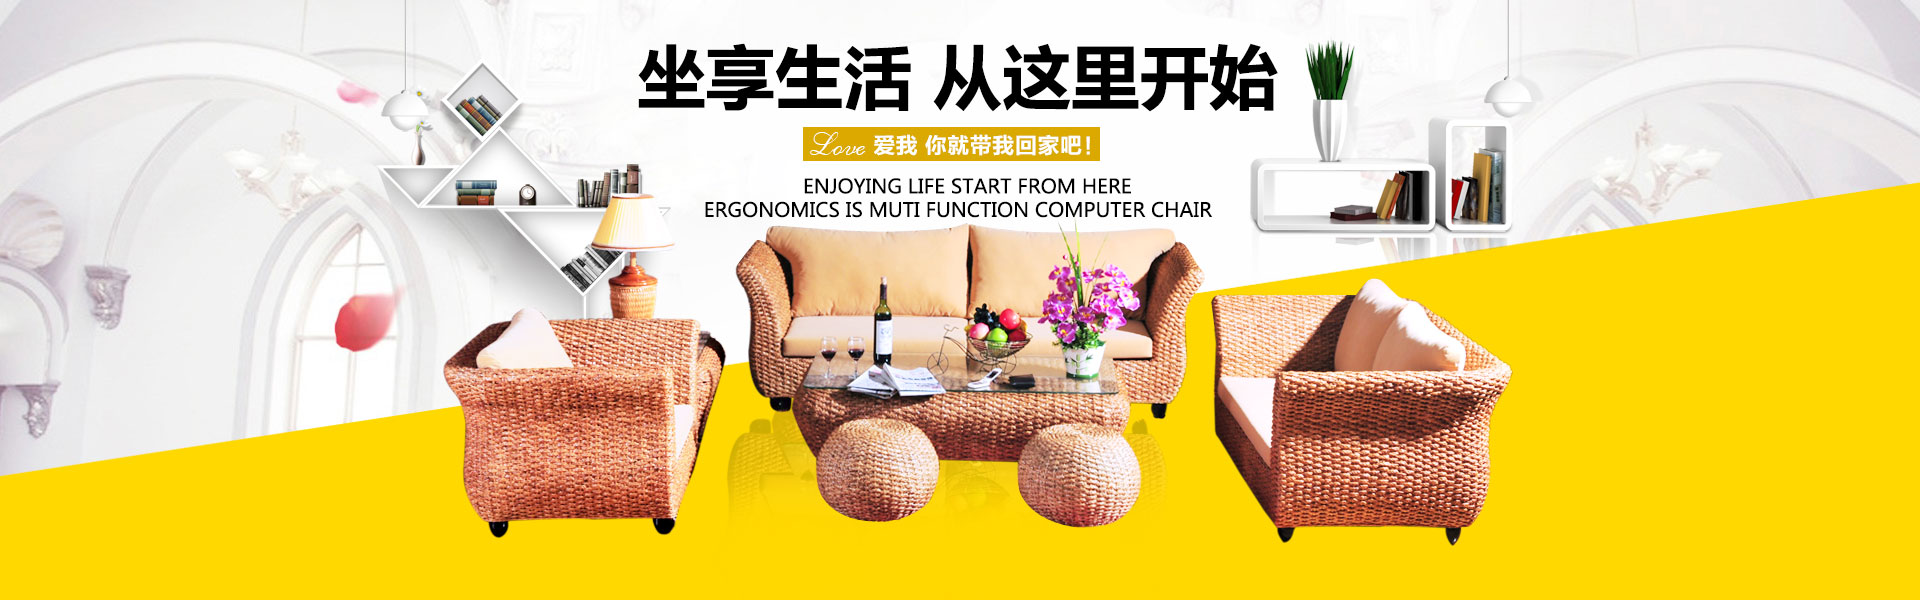 坐享生活 从这里开始
Love 爱我 你就带我回家吧！
ENJOYING LIFE START FROM HERE
ERGONOMICS IS MUTI FUNCTION COMPUTER CHAIR